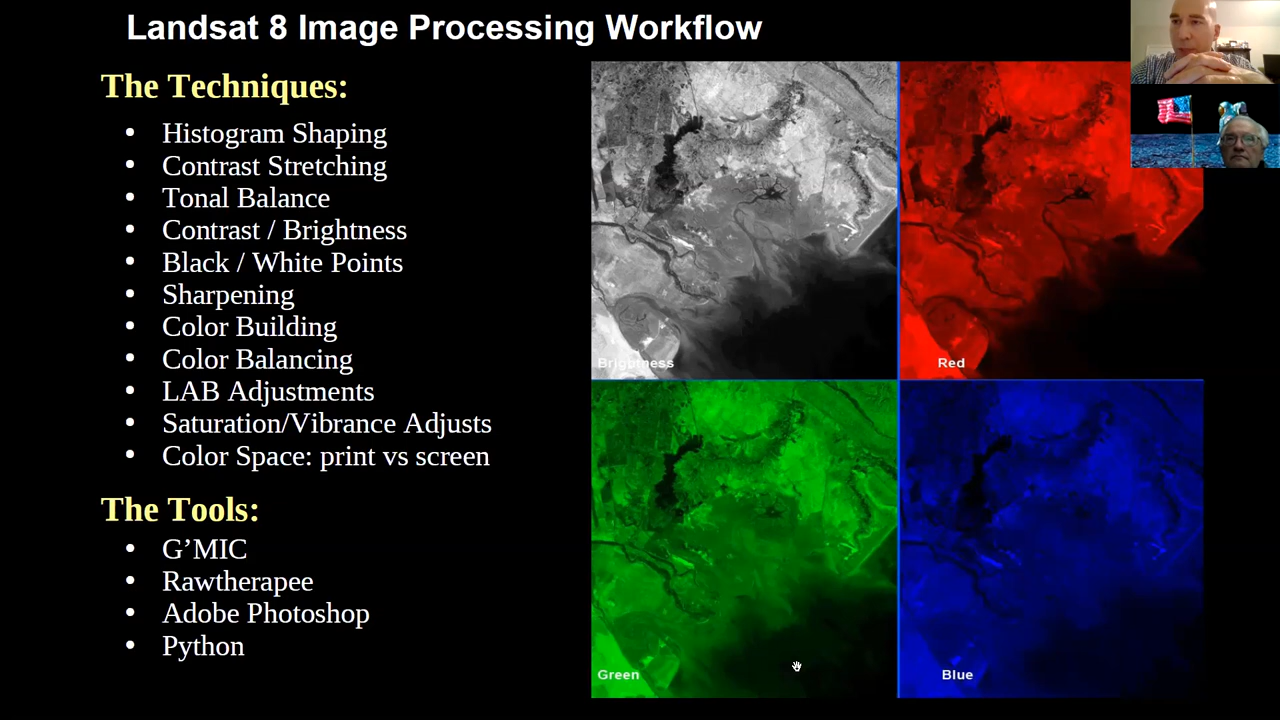 Landsat 8 Image Processing Workflow
The Techniques:
• Histogram Shaping
• Contrast Stretching
• Tonal Balance
• Contrast / Brightness
• Black / White Points
• Sharpening
• Color Building
• Color Balancing
• LAB Adjustments
• Saturation/Vibrance Adjusts
• Color Space: print vs screen
The Tools:
• G’MIC
• Rawtherapee
• Adobe Photoshop
• Python
Brightness
Red
Green
Blue